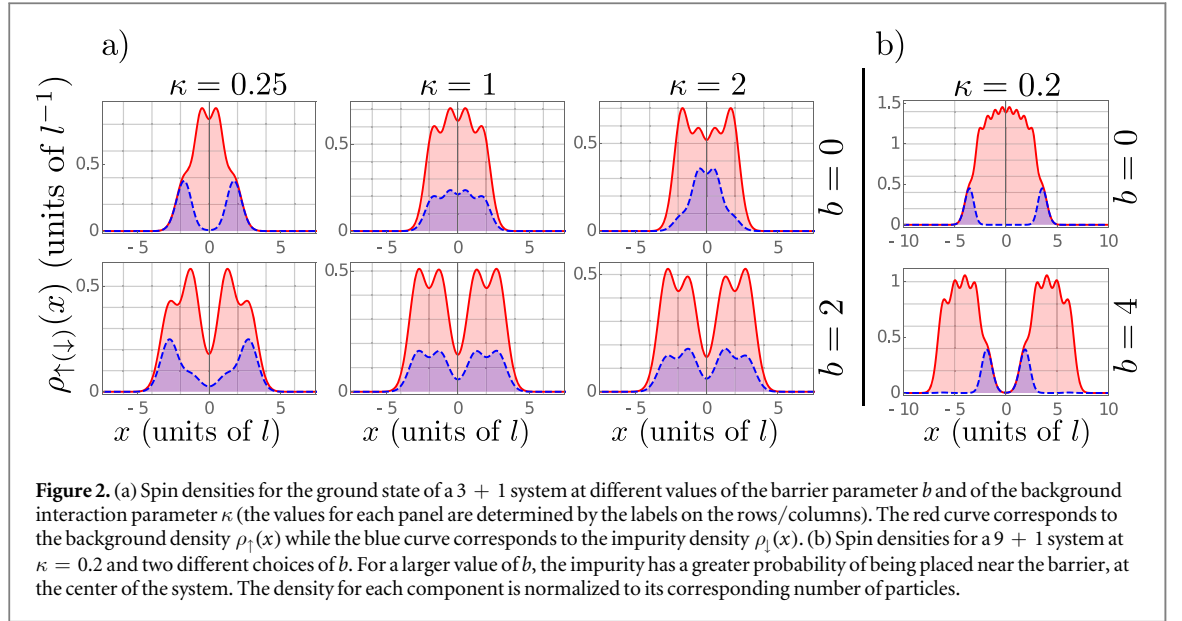 a)
b)
κ = 0.25
κ = 1
κ = 2
κ = 0.2
ρ↑(↓)(x) (units of l⁻¹)
0.5
0
-5 0 5
0.5
0
-5 0 5
0.5
0
-5 0 5
b = 0
1.5
1
0.5
0
-10 -5 0 5 10
b = 0
0.5
0
-5 0 5
0.5
0
-5 0 5
0.5
0
-5 0 5
b = 2
1
0.5
0
-10 -5 0 5 10
b = 4
x (units of l)
x (units of l)
x (units of l)
x (units of l)
Figure 2. (a) Spin densities for the ground state of a 3 + 1 system at different values of the barrier parameter b and of the background
interaction parameter κ (the values for each panel are determined by the labels on the rows/columns). The red curve corresponds to
the background density ρ↑(x) while the blue curve corresponds to the impurity density ρ↓(x). (b) Spin densities for a 9 + 1 system at
κ = 0.2 and two different choices of b. For a larger value of b, the impurity has a greater probability of being placed near the barrier, at
the center of the system. The density for each component is normalized to its corresponding number of particles.